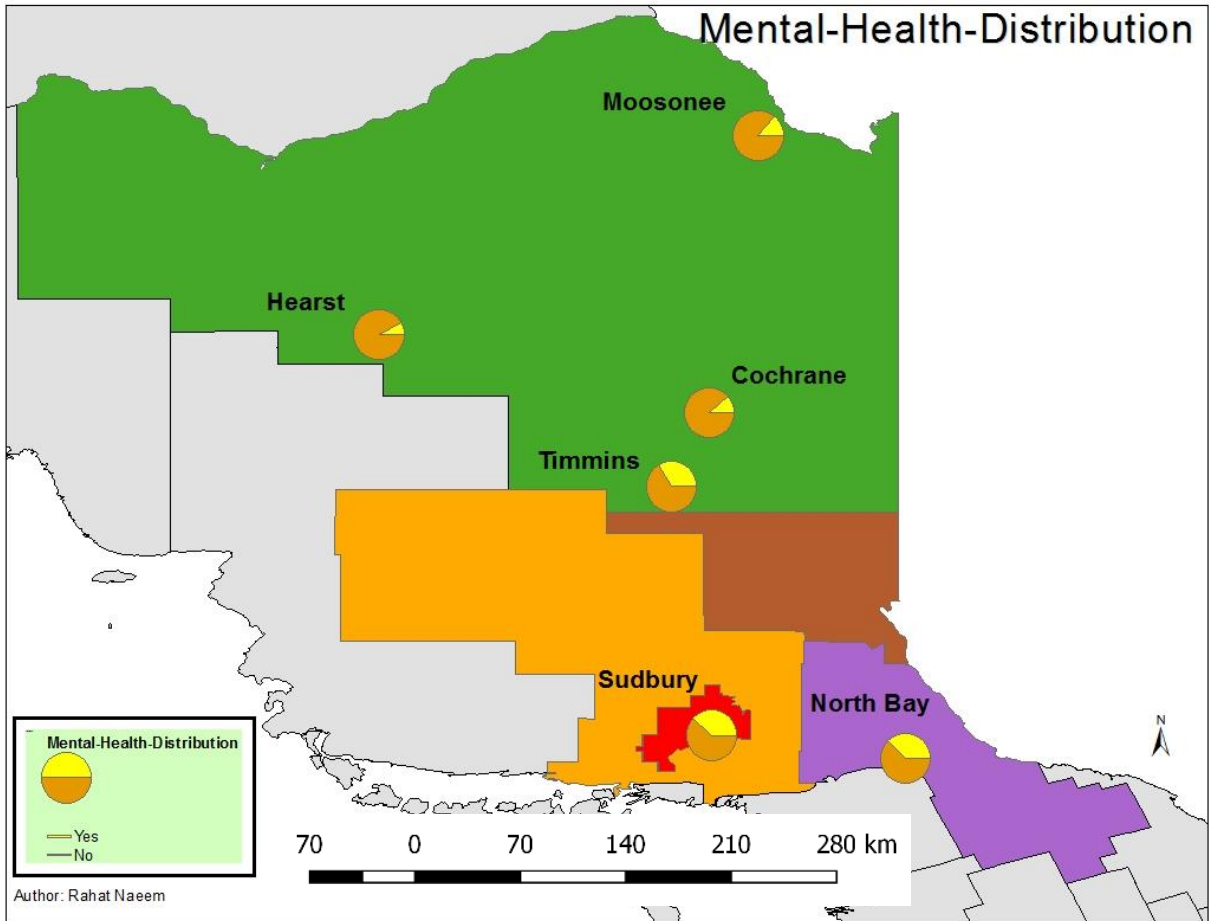 Mental-Health-Distribution
Moosonee
Hearst
Cochrane
Timmins
Sudbury
North Bay
N
Mental-Health-Distribution
Yes
No
70 0 70 140 210 280 km
Author: Rahat Naeem